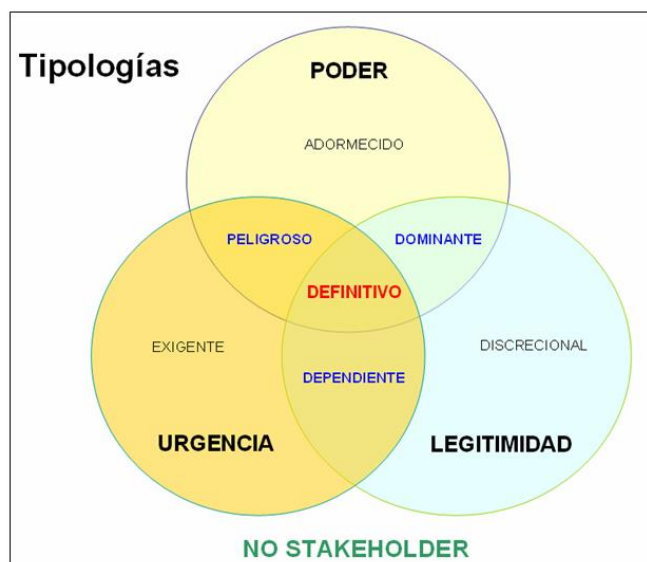 Tipologías
PODER
ADORMECIDO
PELIGROSO
DOMINANTE
DEFINITIVO
EXIGENTE
DISCRECIONAL
DEPENDIENTE
URGENCIA
LEGITIMIDAD
NO STAKEHOLDER